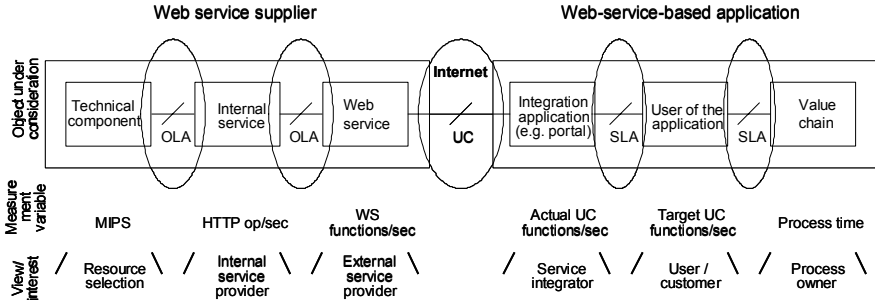 Web service supplier
Web-service-based application
Object under
consideration
Technical
component
OLA
Internal
service
OLA
Web
service
Internet
UC
Integration
application
(e.g. portal)
SLA
User of the
application
SLA
Value
chain
Measure
ment
variable
MIPS
HTTP op/sec
WS
functions/sec
Actual UC
functions/sec
Target UC
functions/sec
Process time
View/
interest
Resource
selection
Internal
service
provider
External
service
provider
Service
integrator
User /
customer
Process
owner